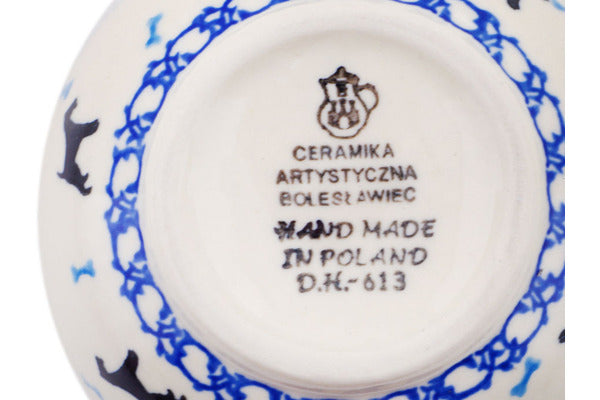 CERAMIKA
ARTYSTYCZNA
BOLESŁAWIEC
HAND MADE
IN POLAND
D.H.-613